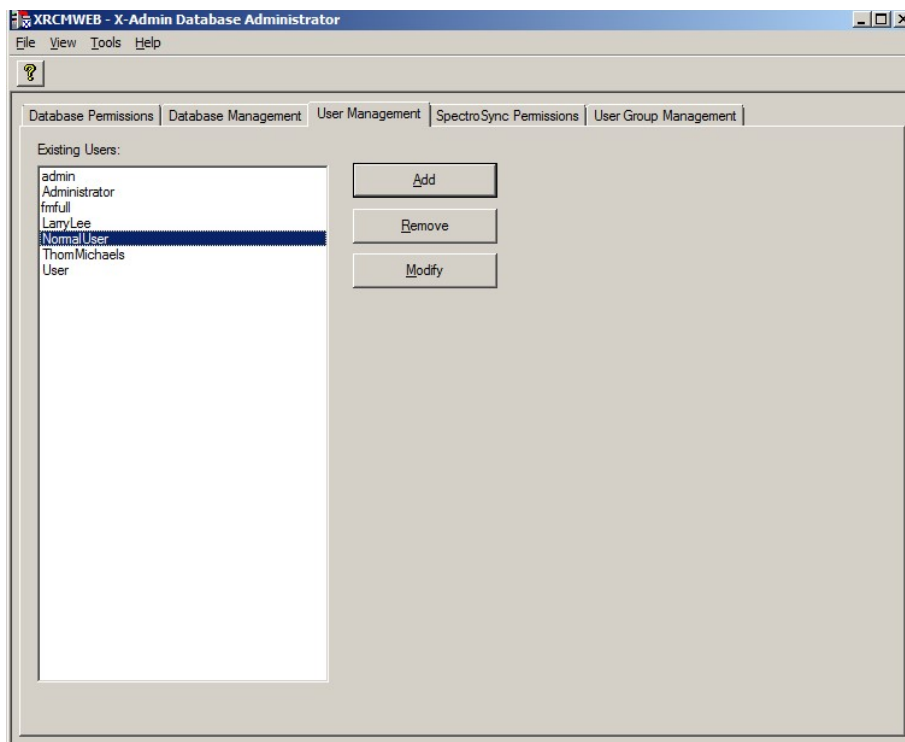 XRCMWEB - X-Admin Database Administrator
File View Tools Help
Database Permissions Database Management User Management SpectroSync Permissions User Group Management
Existing Users:
admin
Administrator
fmfull
LarryLee
NormalUser
ThomMichaels
User
Add
Remove
Modify